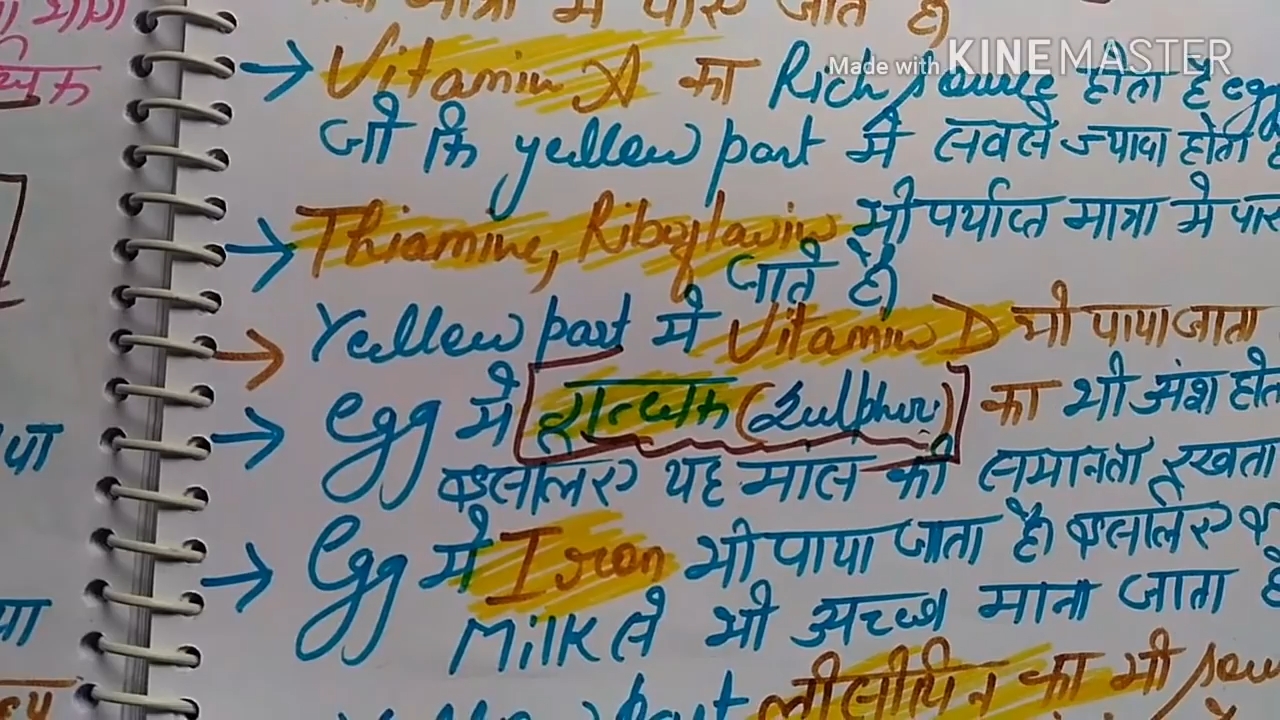 मात्रा में पाए जाते हैं
Made with KINEMASTER
→ Vitamin A का Rich source होता है egg
जो कि yellow part में सबसे ज्यादा होती
→ Thiamine, Riboflavin भी पर्याप्त मात्रा में पाए
जाते हैं
→ Yellow part में Vitamin D भी पाया जाता
→ Egg में (Sulphur) का भी अंश होता
इसलिए यह मांस की समानता रखता
→ Egg में Iron भी पाया जाता है। इसलिए
Milk से भी अच्छा माना जाता है
part का भी